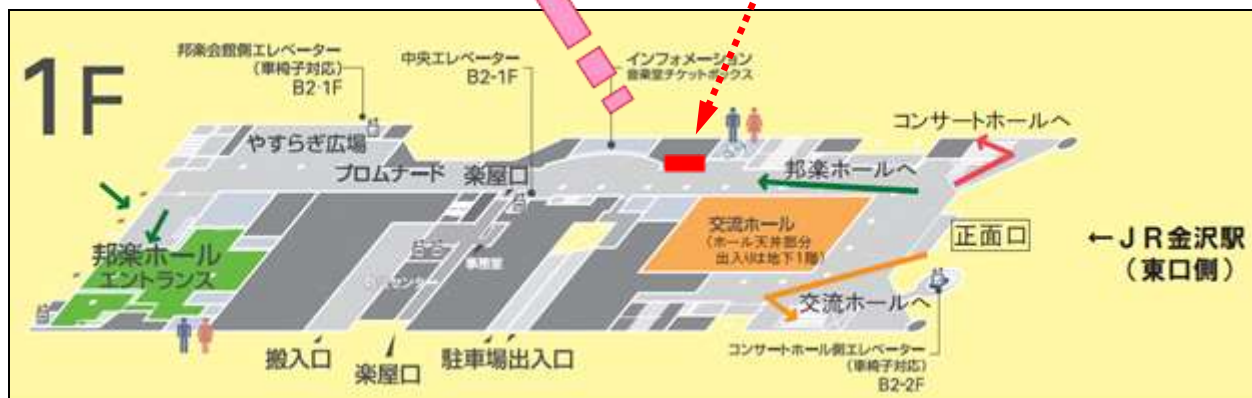 1F
邦楽会館側エレベーター
(車椅子対応)
B2-1F
中央エレベーター
B2-1F
インフォメーション
音楽堂チケットボックス
コンサートホールへ
やすらぎ広場
プロムナード
楽屋口
邦楽ホールへ
交流ホール
(ホール天井部分
出入りは地下1階)
正面口
←JR金沢駅
(東口側)
邦楽ホール
エントランス
事務室
交流ホールへ
搬入口
楽屋口
駐車場出入口
コンサートホール側エレベーター
(車椅子対応)
B2-2F